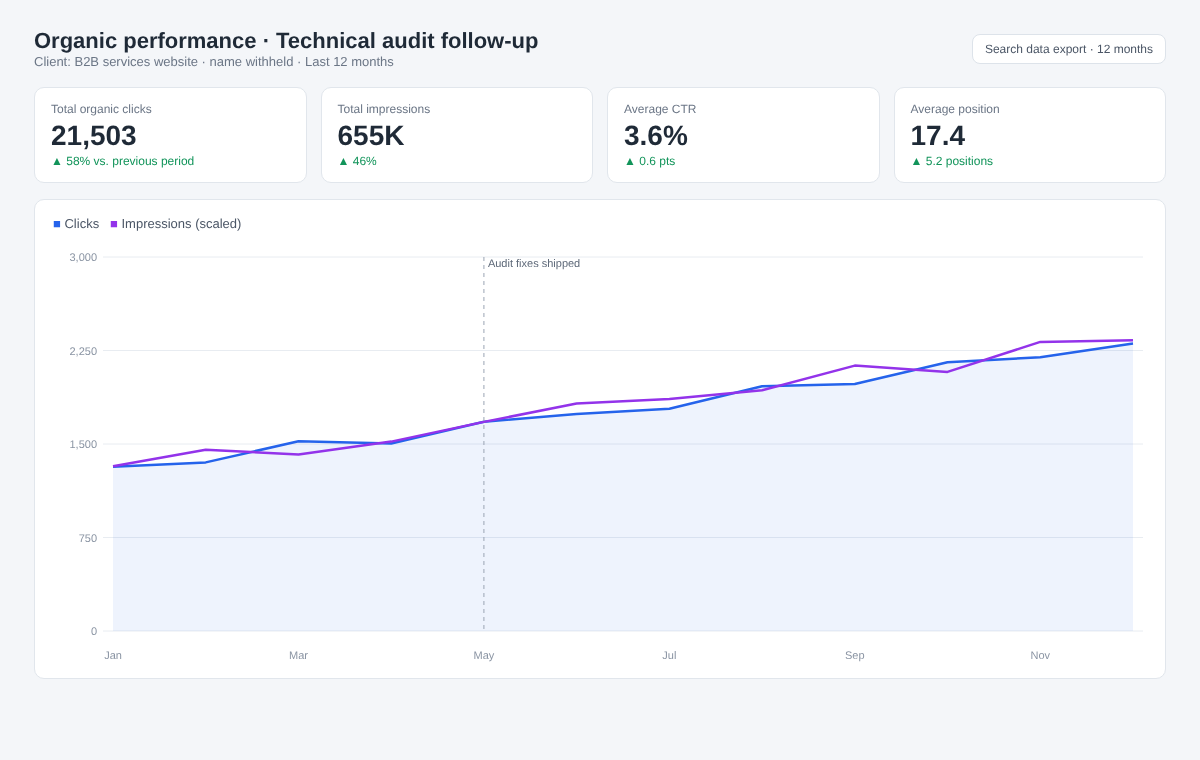 Organic performance · Technical audit follow-up
Client: B2B services website · name withheld · Last 12 months
Search data export · 12 months
Total organic clicks
21,503
▲ 58% vs. previous period
Total impressions
655K
▲ 46%
Average CTR
3.6%
▲ 0.6 pts
Average position
17.4
▲ 5.2 positions
■ Clicks ■ Impressions (scaled)
3,000
Audit fixes shipped
2,250
1,500
750
0
Jan Mar May Jul Sep Nov